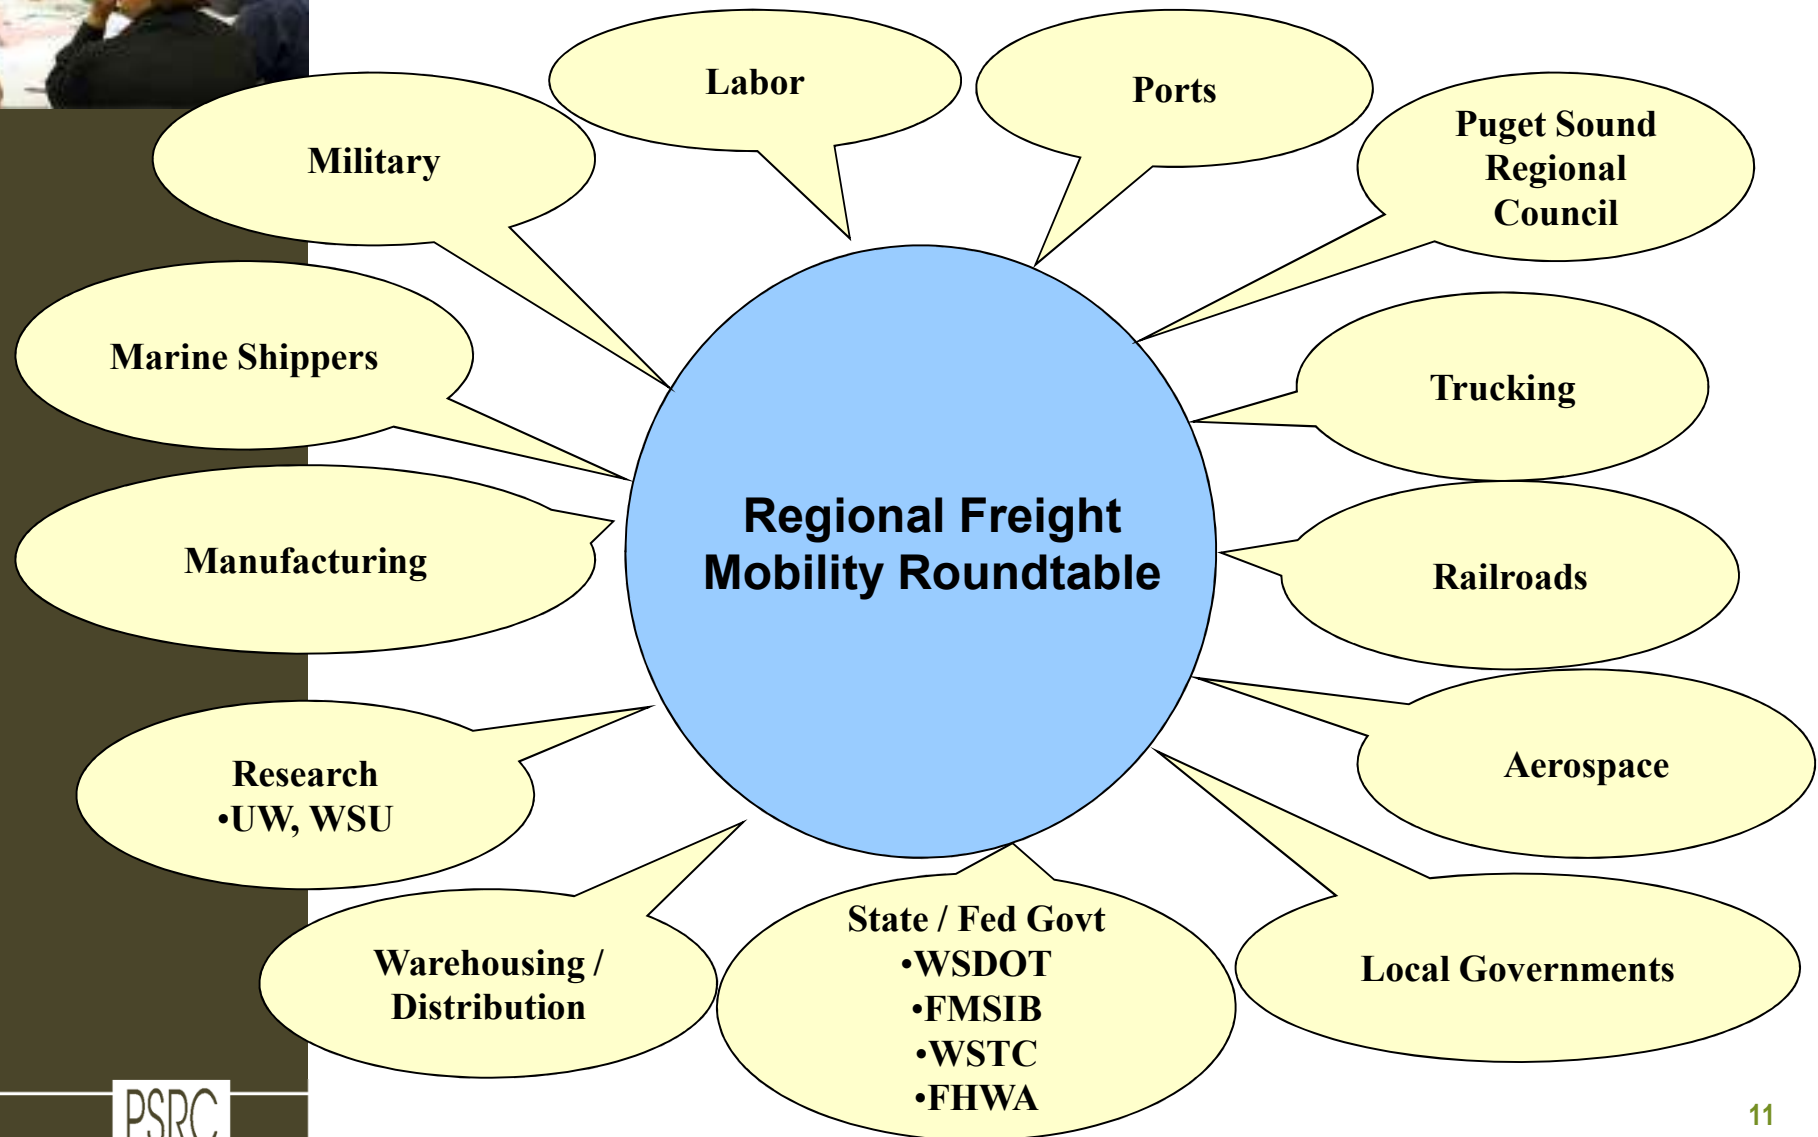 Labor
Ports
Military
Puget Sound
Regional
Council
Marine Shippers
Trucking
Regional Freight
Mobility Roundtable
Manufacturing
Railroads
Research
•UW, WSU
Aerospace
Warehousing /
Distribution
State / Fed Govt
•WSDOT
•FMSIB
•WSTC
•FHWA
Local Governments
PSRC
11